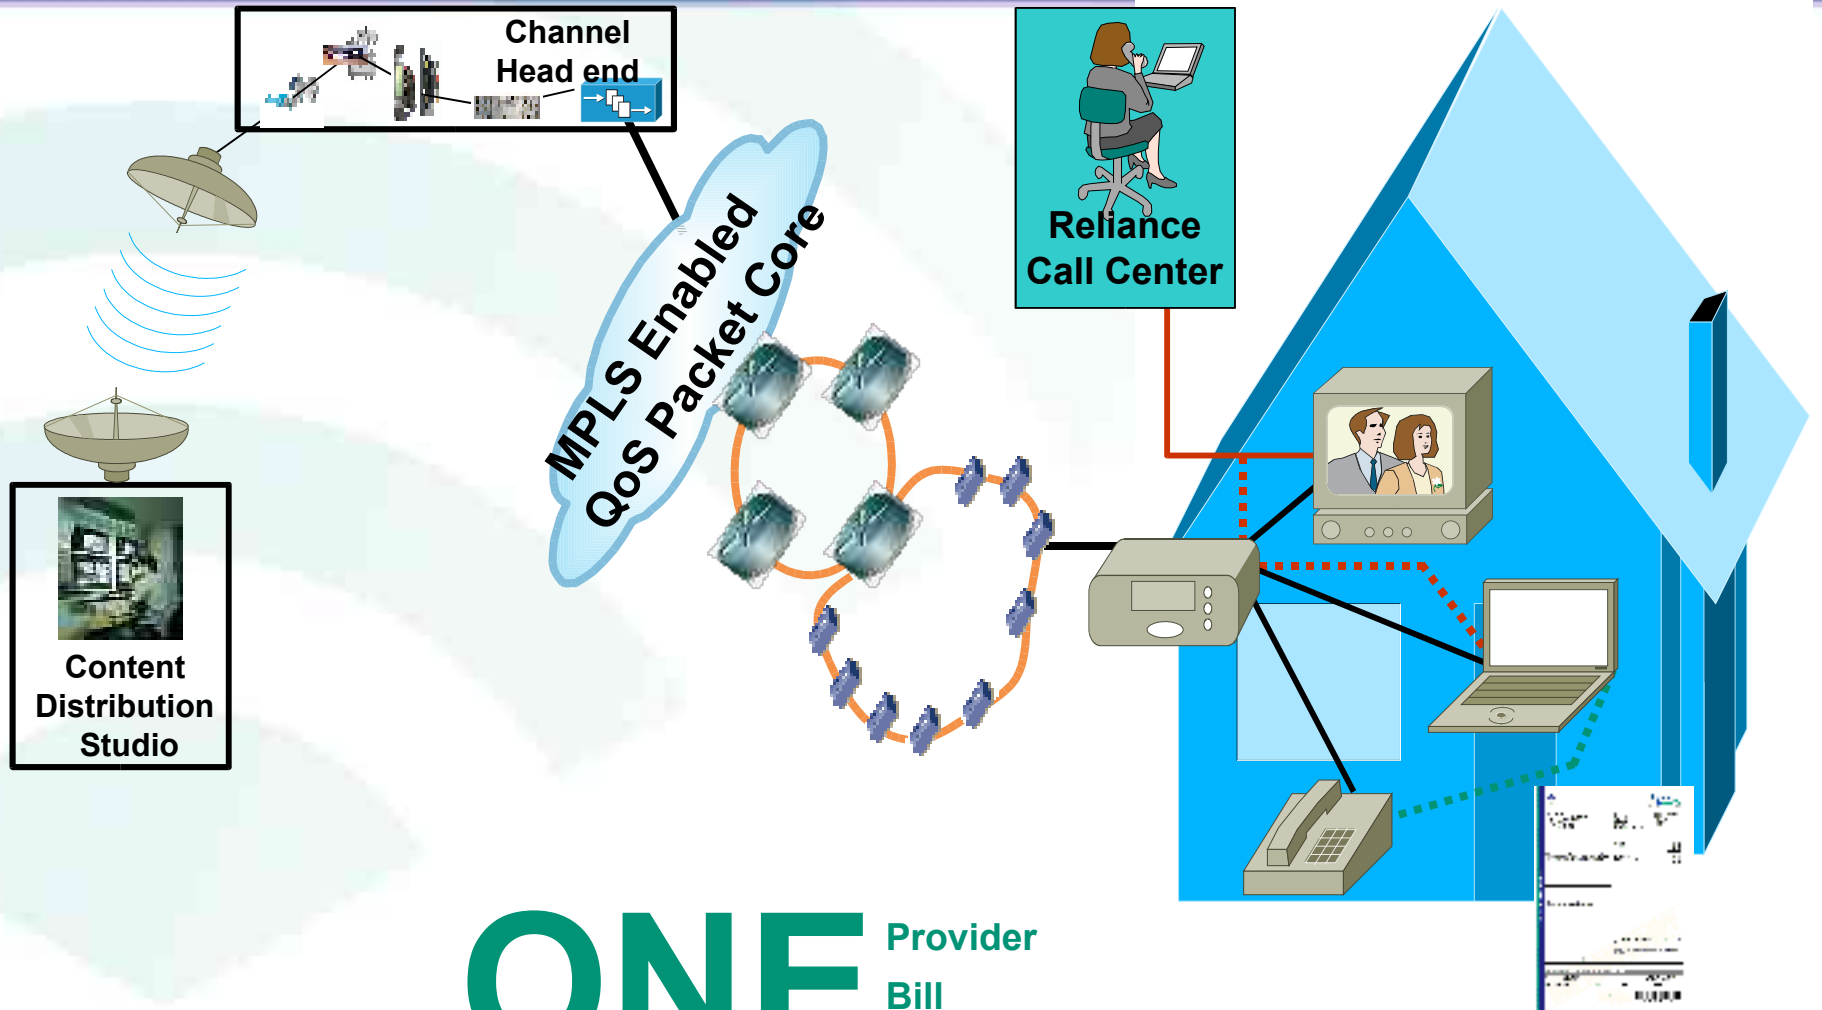 Channel
Head end
MPLS Enabled
QoS Packet Core
Reliance
Call Center
Content
Distribution
Studio
ONE
Provider
Bill